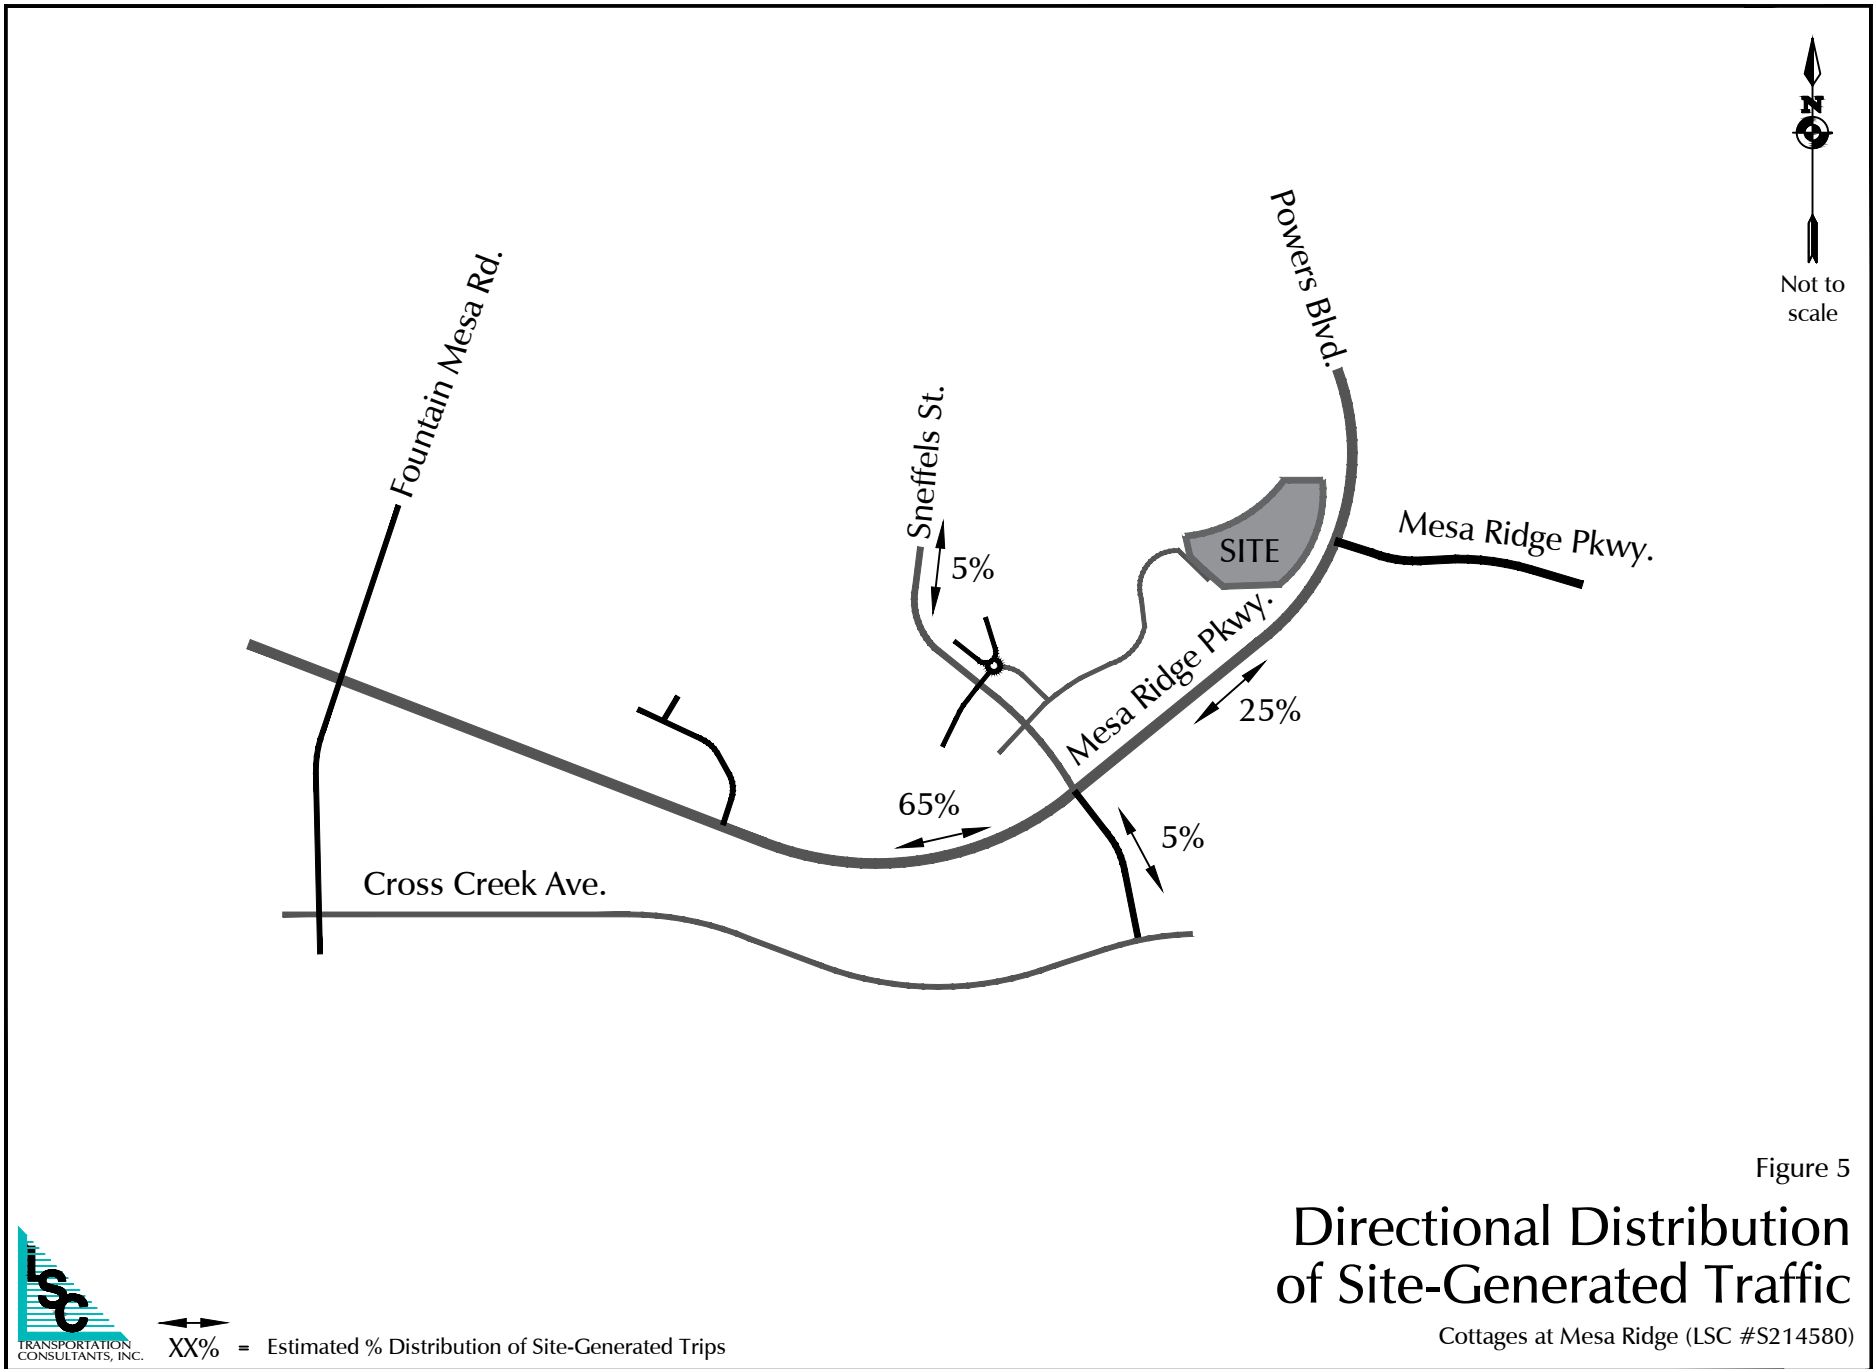 N
Not to
scale
Powers Blvd.
Fountain Mesa Rd.
Sneffels St.
5%
SITE
Mesa Ridge Pkwy.
Mesa Ridge Pkwy.
25%
65%
5%
Cross Creek Ave.
Figure 5
Directional Distribution
of Site-Generated Traffic
Cottages at Mesa Ridge (LSC #S214580)
LSC
TRANSPORTATION
CONSULTANTS, INC.
XX% = Estimated % Distribution of Site-Generated Trips